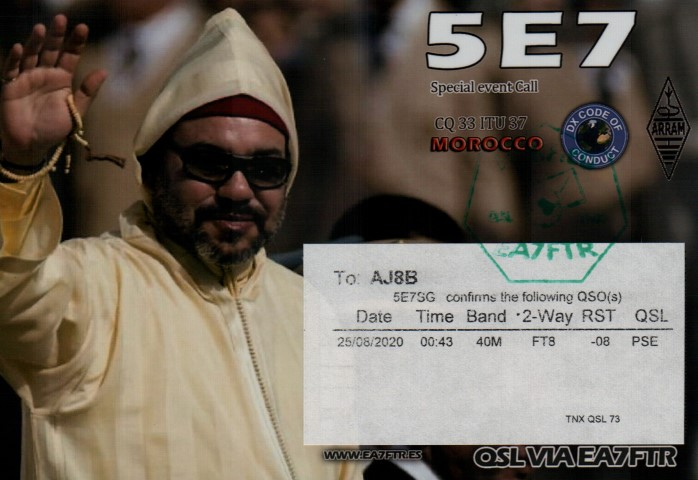 5E7
Special event Call
CQ 33 ITU 37
MOROCCO
DX CODE OF
CONDUCT
ARRAM
EA7FTR
To: AJ8B
5E7SG confirms the following QSO(s)
Date Time Band 2-Way RST QSL
25/08/2020 00:43 40M FT8 -08 PSE
TNX QSL 73
WWW.EA7FTR.ES
QSL VIA EA7FTR